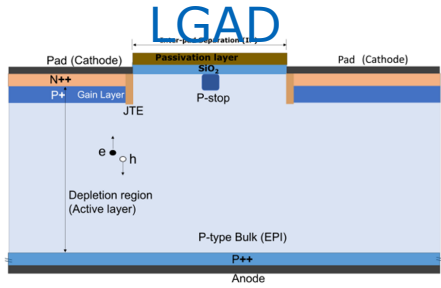 LGAD
Inter-pad Separation (IP)
Passivation layer
Pad (Cathode)
Pad (Cathode)
SiO2
N++
P+ Gain Layer
P-stop
JTE
e
h
Depletion region
(Active layer)
P-type Bulk (EPI)
P++
Anode